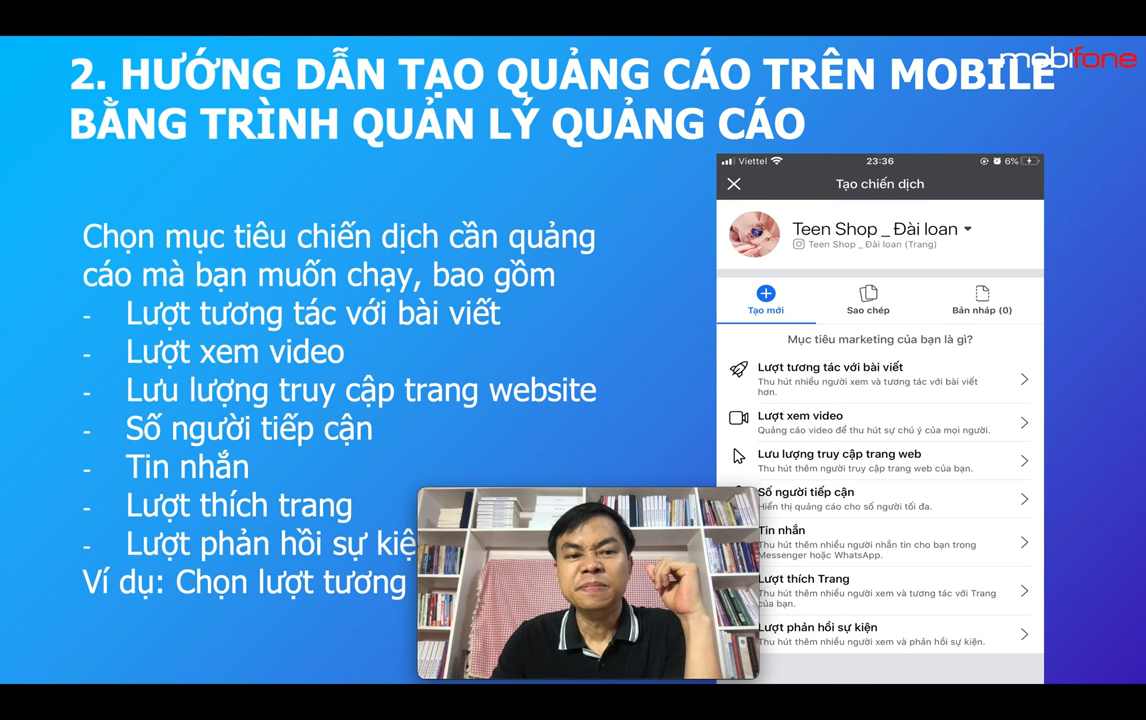 mobifone
2. HƯỚNG DẪN TẠO QUẢNG CÁO TRÊN MOBILE
BẰNG TRÌNH QUẢN LÝ QUẢNG CÁO
Chọn mục tiêu chiến dịch cần quảng
cáo mà bạn muốn chạy, bao gồm
- Lượt tương tác với bài viết
- Lượt xem video
- Lưu lượng truy cập trang website
- Số người tiếp cận
- Tin nhắn
- Lượt thích trang
- Lượt phản hồi sự kiệ
Ví dụ: Chọn lượt tương
Viettel 23:36 6%
Tạo chiến dịch
Teen Shop _ Đài loan
Teen Shop _ Đài loan (Trang)
Tạo mới Sao chép Bản nháp (0)
Mục tiêu marketing của bạn là gì?
Lượt tương tác với bài viết
Thu hút nhiều người xem và tương tác với bài viết
hơn.
Lượt xem video
Quảng cáo video để thu hút sự chú ý của mọi người.
Lưu lượng truy cập trang web
Thu hút thêm người truy cập trang web của bạn.
Số người tiếp cận
Hiển thị quảng cáo cho số người tối đa.
Tin nhắn
Thu hút thêm nhiều người nhắn tin cho bạn trong
Messenger hoặc WhatsApp.
Lượt thích Trang
Thu hút thêm nhiều người xem và tương tác với Trang
của bạn.
Lượt phản hồi sự kiện
Thu hút thêm nhiều người xem và phản hồi sự kiện.